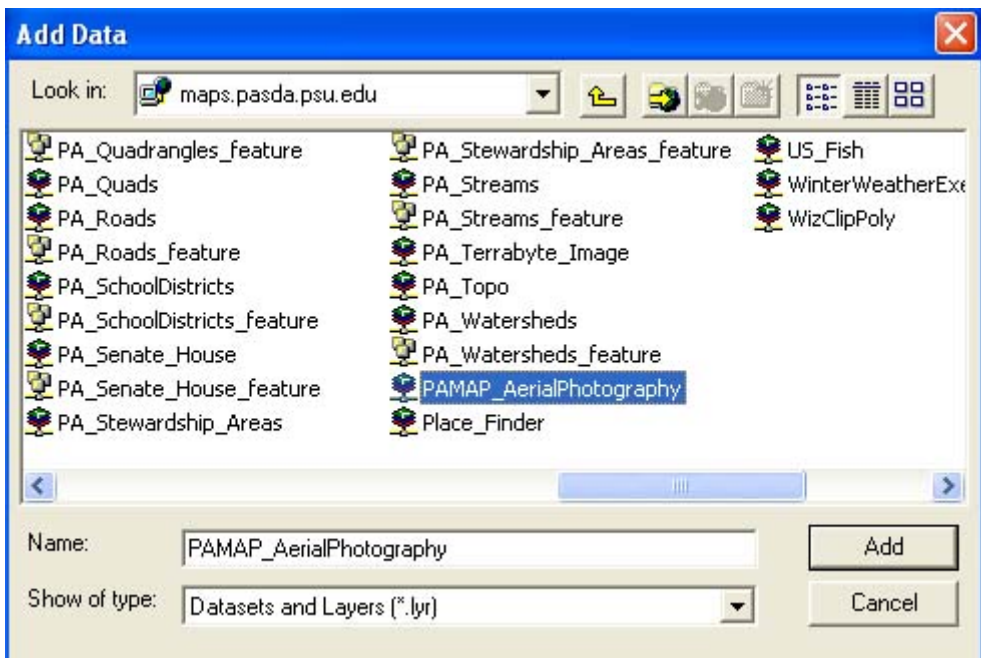 Add Data
Look in: maps.pasda.psu.edu
PA_Quadrangles_feature
PA_Quads
PA_Roads
PA_Roads_feature
PA_SchoolDistricts
PA_SchoolDistricts_feature
PA_Senate_House
PA_Senate_House_feature
PA_Stewardship_Areas
PA_Stewardship_Areas_feature
PA_Streams
PA_Streams_feature
PA_Terrabyte_Image
PA_Topo
PA_Watersheds
PA_Watersheds_feature
PAMAP_AerialPhotography
Place_Finder
US_Fish
WinterWeatherExe
WizClipPoly
Name: PAMAP_AerialPhotography
Add
Show of type: Datasets and Layers (*.lyr)
Cancel